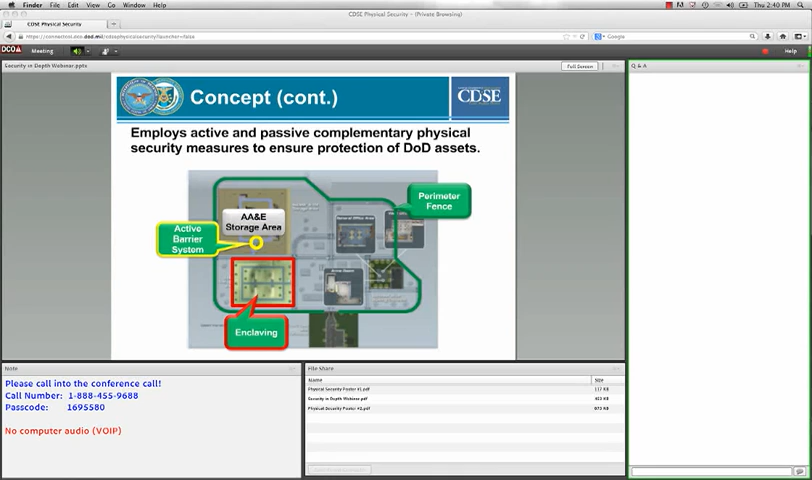 Finder File Edit View Go Window Help
Thu 2:40 PM
CDSE Physical Security - (Private Browsing)
CDSE Physical Security
Google
DCO Meeting
Help
Security in Depth Webinar.pptx
Full Screen
Q & A
Concept (cont.)
CDSE
Employs active and passive complementary physical
security measures to ensure protection of DoD assets.
Perimeter
Fence
AA&E
Storage Area
Active
Barrier
System
Enclaving
Note
Please call into the conference call!
Call Number: 1-888-455-9688
Passcode: 1695580
No computer audio (VOIP)
File Share
Name Size
Physical Security Poster #1.pdf
Security in Depth Webinar.pdf
Physical Security Poster #2.pdf